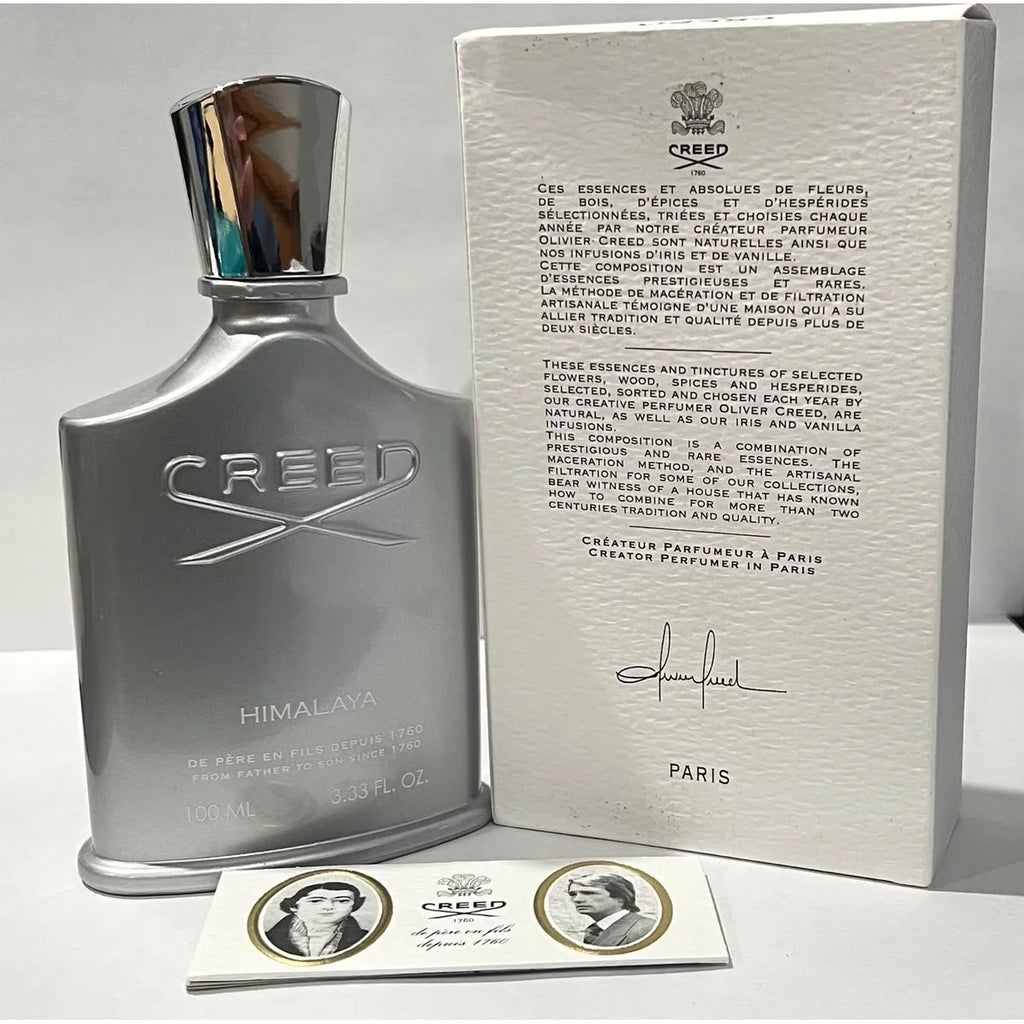 CREED
HIMALAYA
DE PÈRE EN FILS DEPUIS 1760
FROM FATHER TO SON SINCE 1760
100 ML
3.33 FL. OZ.
CREED
CREED
1760
CES ESSENCES ET ABSOLUES DE FLEURS,
DE BOIS, D'ÉPICES ET D'HESPÉRIDES
SÉLECTIONNÉES, TRIÉES ET CHOISIES CHAQUE
ANNÉE PAR NOTRE CRÉATEUR PARFUMEUR
OLIVIER CREED SONT NATURELLES AINSI QUE
NOS INFUSIONS D'IRIS ET DE VANILLE.
CETTE COMPOSITION EST UN ASSEMBLAGE
D'ESSENCES PRESTIGIEUSES ET RARES.
LA MÉTHODE DE MACÉRATION ET DE FILTRATION
ARTISANALE TÉMOIGNE D'UNE MAISON QUI A SU
ALLIER TRADITION ET QUALITÉ DEPUIS PLUS DE
DEUX SIÈCLES.
THESE ESSENCES AND TINCTURES OF SELECTED
FLOWERS, WOOD, SPICES AND HESPERIDES,
SELECTED, SORTED AND CHOSEN EACH YEAR BY
OUR CREATIVE PERFUMER OLIVER CREED, ARE
NATURAL, AS WELL AS OUR IRIS AND VANILLA
INFUSIONS.
THIS COMPOSITION IS A COMBINATION OF
PRESTIGIOUS AND RARE ESSENCES. THE
MACERATION METHOD, AND THE ARTISANAL
FILTRATION FOR SOME OF OUR COLLECTIONS,
BEAR WITNESS OF A HOUSE THAT HAS KNOWN
HOW TO COMBINE FOR MORE THAN TWO
CENTURIES TRADITION AND QUALITY.
CRÉATEUR PARFUMEUR À PARIS
CREATOR PERFUMER IN PARIS
Olivier Creed
PARIS
CREED
1760
de père en fils
depuis 1760